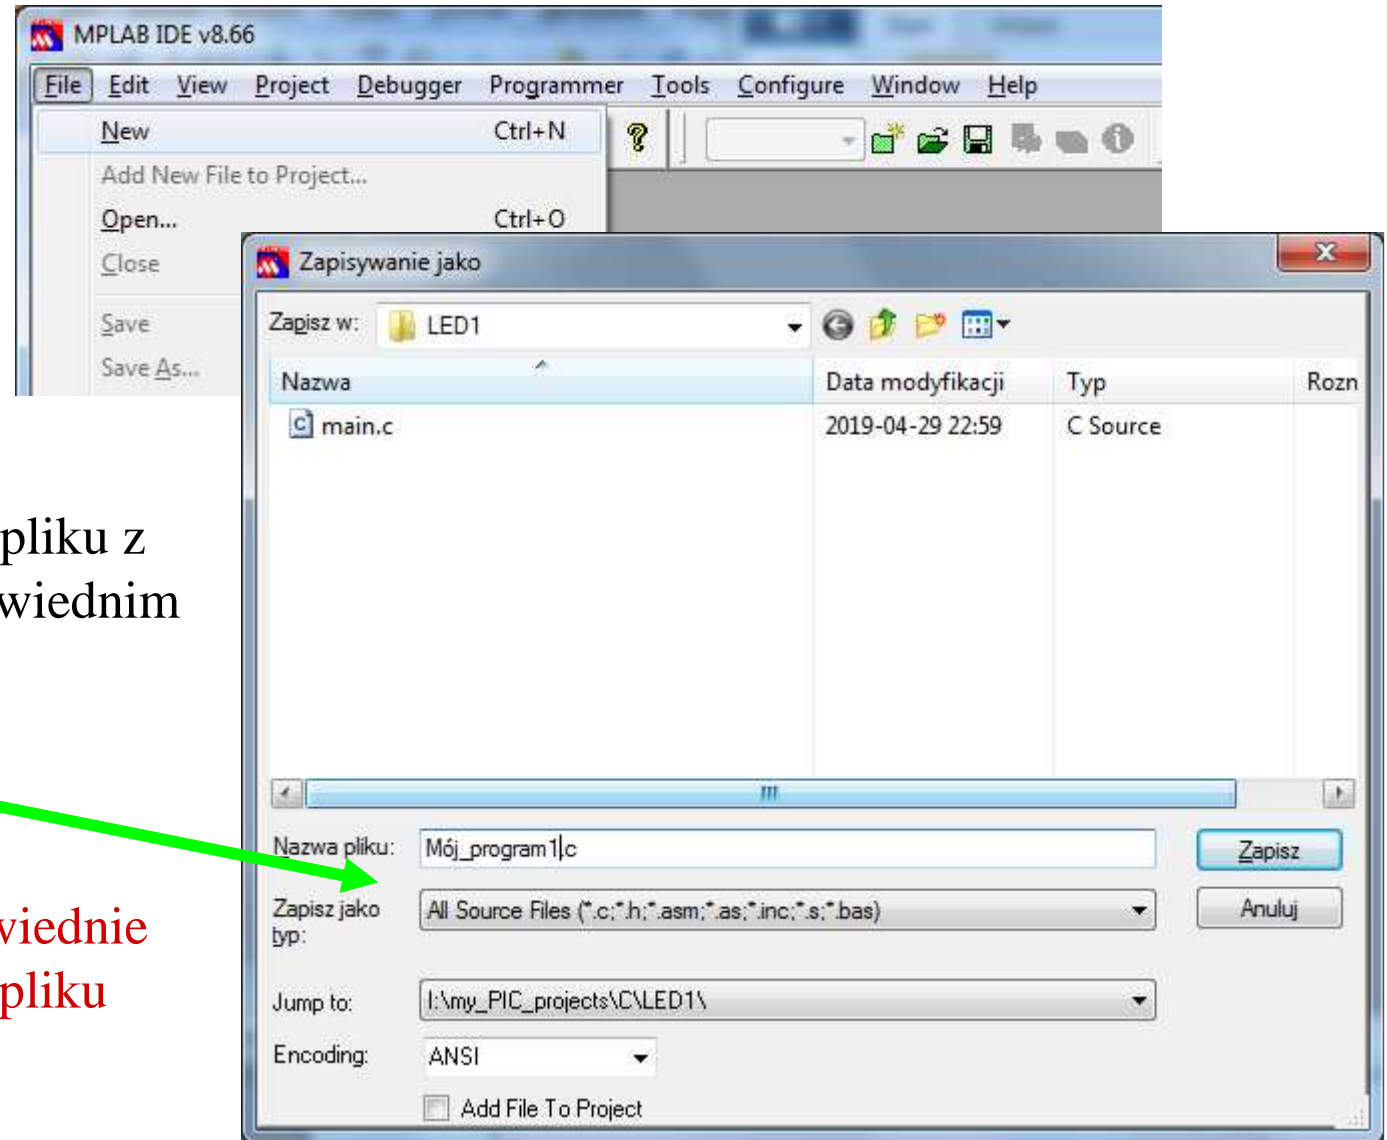 MPLAB IDE v8.66
File Edit View Project Debugger Programmer Tools Configure Window Help
New Ctrl+N
Add New File to Project...
Open... Ctrl+O
Close
Save
Save As...
Zapisywanie jako
Zapisz w: LED1
Nazwa Data modyfikacji Typ Rozn
main.c 2019-04-29 22:59 C Source
pliku z
wiednim
wiednie
pliku
Nazwa pliku: Mój_program1.c Zapisz
Zapisz jako typ: All Source Files (*.c;*.h;*.asm;*.as;*.inc;*.s;*.bas) Anuluj
Jump to: I:\my_PIC_projects\C\LED1\
Encoding: ANSI
Add File To Project